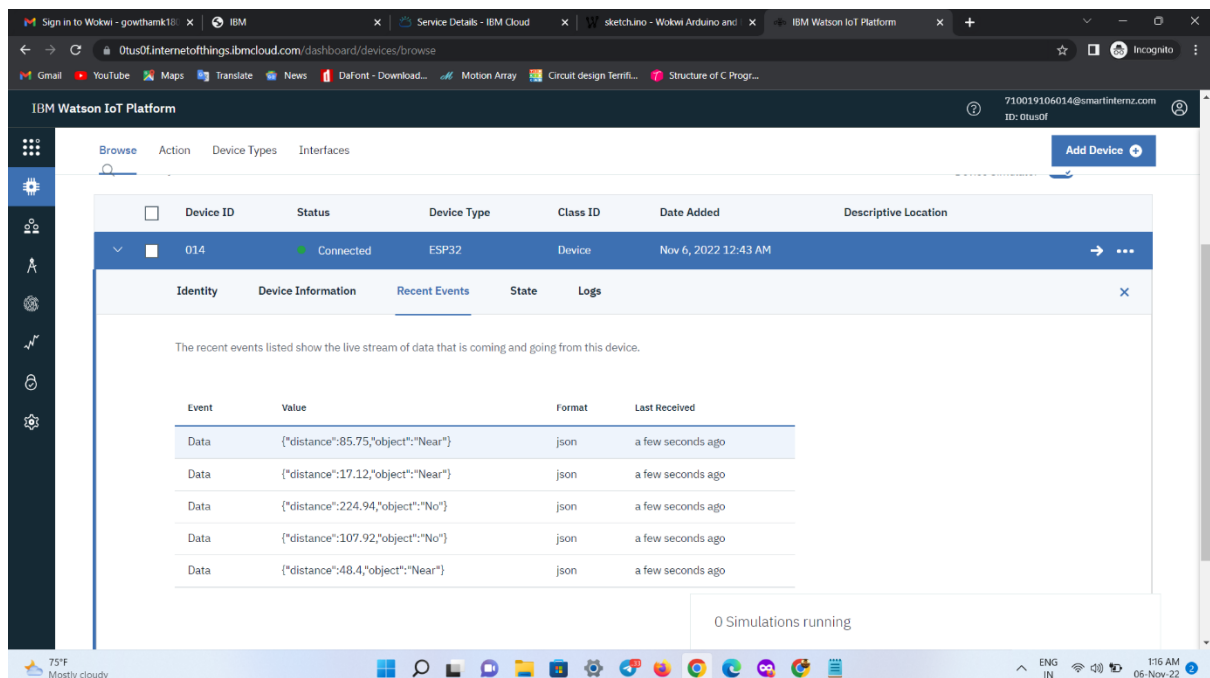 Sign in to Wokwi - gowthamk18 IBM Service Details - IBM Cloud sketch.ino - Wokwi Arduino and IBM Watson IoT Platform
0tus0f.internetofthings.ibmcloud.com/dashboard/devices/browse Incognito
Gmail YouTube Maps Translate News DaFont - Download... Motion Array Circuit design Terrifi... Structure of C Progr...
IBM Watson IoT Platform
710019106014@smartinternz.com
ID: 0tus0f
Browse Action Device Types Interfaces Add Device
Device ID Status Device Type Class ID Date Added Descriptive Location
014 Connected ESP32 Device Nov 6, 2022 12:43 AM
Identity Device Information Recent Events State Logs
The recent events listed show the live stream of data that is coming and going from this device.
Event Value Format Last Received
Data {"distance":85.75,"object":"Near"} json a few seconds ago
Data {"distance":17.12,"object":"Near"} json a few seconds ago
Data {"distance":224.94,"object":"No"} json a few seconds ago
Data {"distance":107.92,"object":"No"} json a few seconds ago
Data {"distance":48.4,"object":"Near"} json a few seconds ago
0 Simulations running
75°F
Mostly cloudy
ENG
IN
1:16 AM
06-Nov-22
2